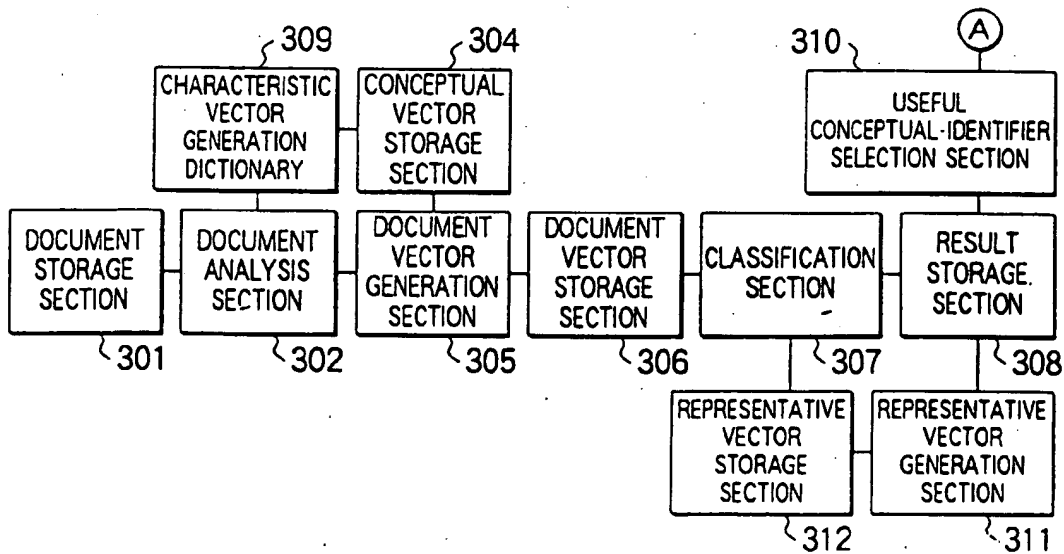 309
304
310
A
CHARACTERISTIC
VECTOR
GENERATION
DICTIONARY
CONCEPTUAL
VECTOR
STORAGE
SECTION
USEFUL
CONCEPTUAL-IDENTIFIER
SELECTION SECTION
DOCUMENT
STORAGE
SECTION
DOCUMENT
ANALYSIS
SECTION
DOCUMENT
VECTOR
GENERATION
SECTION
DOCUMENT
VECTOR
STORAGE
SECTION
CLASSIFICATION
SECTION
RESULT
STORAGE
SECTION
301
302
305
306
307
308
REPRESENTATIVE
VECTOR
STORAGE
SECTION
REPRESENTATIVE
VECTOR
GENERATION
SECTION
312
311